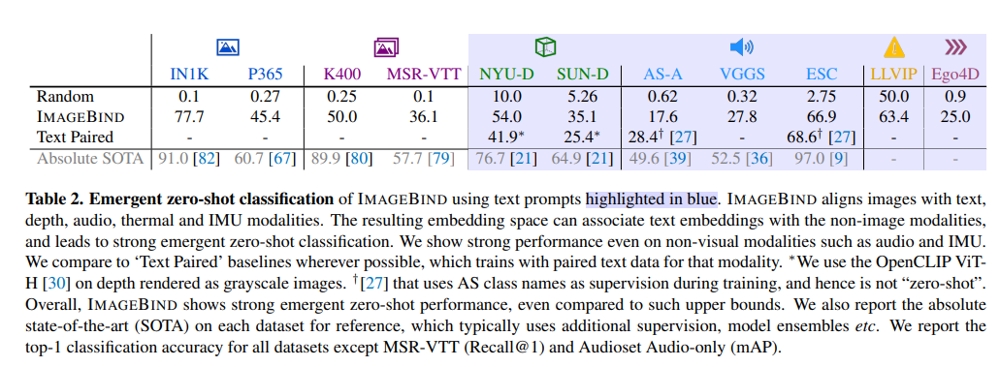 IN1K P365 K400 MSR-VTT NYU-D SUN-D AS-A VGGS ESC LLVIP Ego4D
Random 0.1 0.27 0.25 0.1 10.0 5.26 0.62 0.32 2.75 50.0 0.9
IMAGEBIND 77.7 45.4 50.0 36.1 54.0 35.1 17.6 27.8 66.9 63.4 25.0
Text Paired - - - - 41.9* 25.4* 28.4† [27] - 68.6† [27] - -
Absolute SOTA 91.0 [82] 60.7 [67] 89.9 [80] 57.7 [79] 76.7 [21] 64.9 [21] 49.6 [39] 52.5 [36] 97.0 [9] - -
Table 2. Emergent zero-shot classification of IMAGEBIND using text prompts highlighted in blue. IMAGEBIND aligns images with text,
depth, audio, thermal and IMU modalities. The resulting embedding space can associate text embeddings with the non-image modalities,
and leads to strong emergent zero-shot classification. We show strong performance even on non-visual modalities such as audio and IMU.
We compare to ‘Text Paired’ baselines wherever possible, which trains with paired text data for that modality. *We use the OpenCLIP ViT-
H [30] on depth rendered as grayscale images. †[27] that uses AS class names as supervision during training, and hence is not “zero-shot”.
Overall, IMAGEBIND shows strong emergent zero-shot performance, even compared to such upper bounds. We also report the absolute
state-of-the-art (SOTA) on each dataset for reference, which typically uses additional supervision, model ensembles etc. We report the
top-1 classification accuracy for all datasets except MSR-VTT (Recall@1) and Audioset Audio-only (mAP).